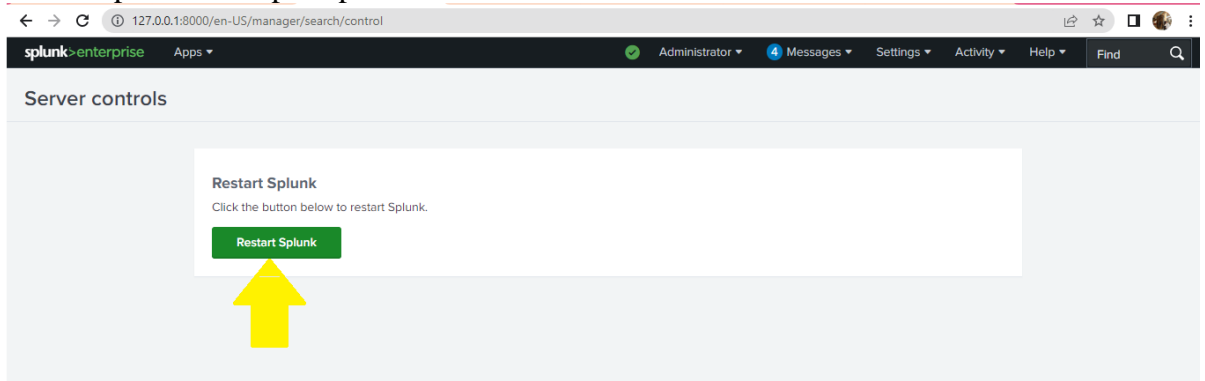 127.0.0.1:8000/en-US/manager/search/control
splunk>enterprise Apps Administrator 4 Messages Settings Activity Help Find
Server controls
Restart Splunk
Click the button below to restart Splunk.
Restart Splunk